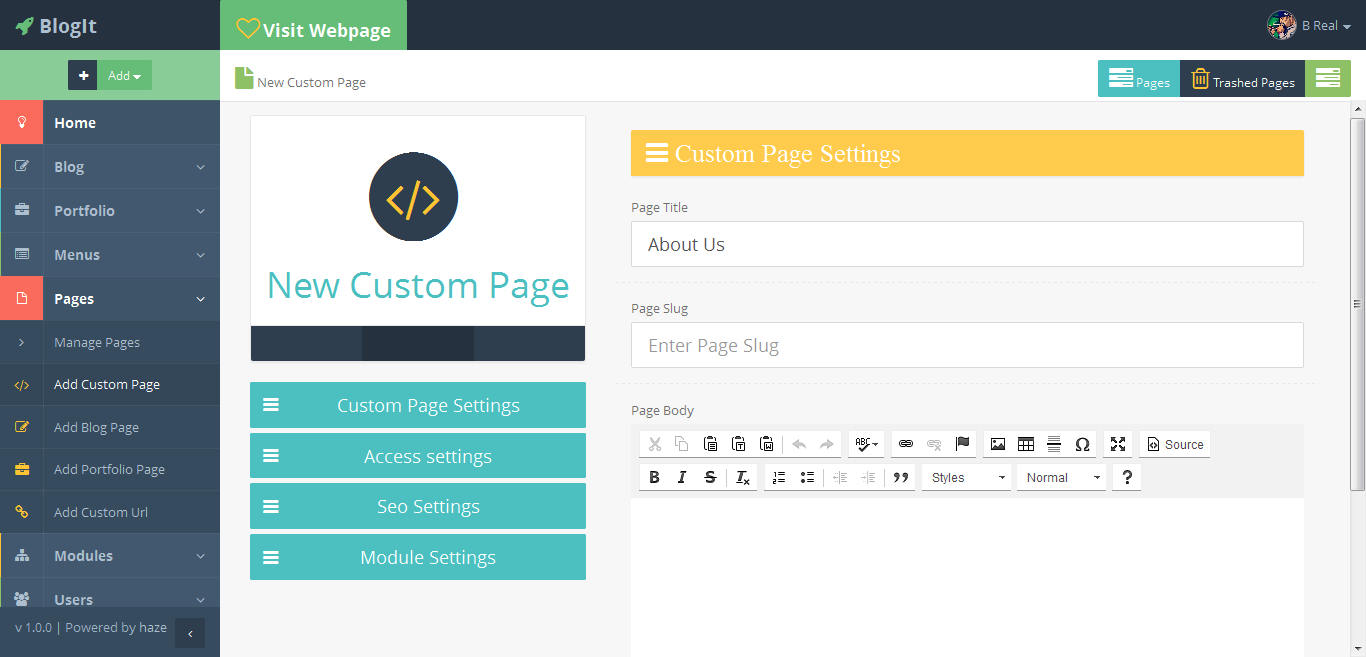 BlogIt
Visit Webpage
B Real
Add
New Custom Page
Pages
Trashed Pages
Home
Blog
Portfolio
Menus
Pages
Manage Pages
Add Custom Page
Add Blog Page
Add Portfolio Page
Add Custom Url
Modules
Users
v 1.0.0 | Powered by haze
New Custom Page
Custom Page Settings
Access settings
Seo Settings
Module Settings
Custom Page Settings
Page Title
About Us
Page Slug
Enter Page Slug
Page Body
ABC
Source
B I S Ix
Styles
Normal
?